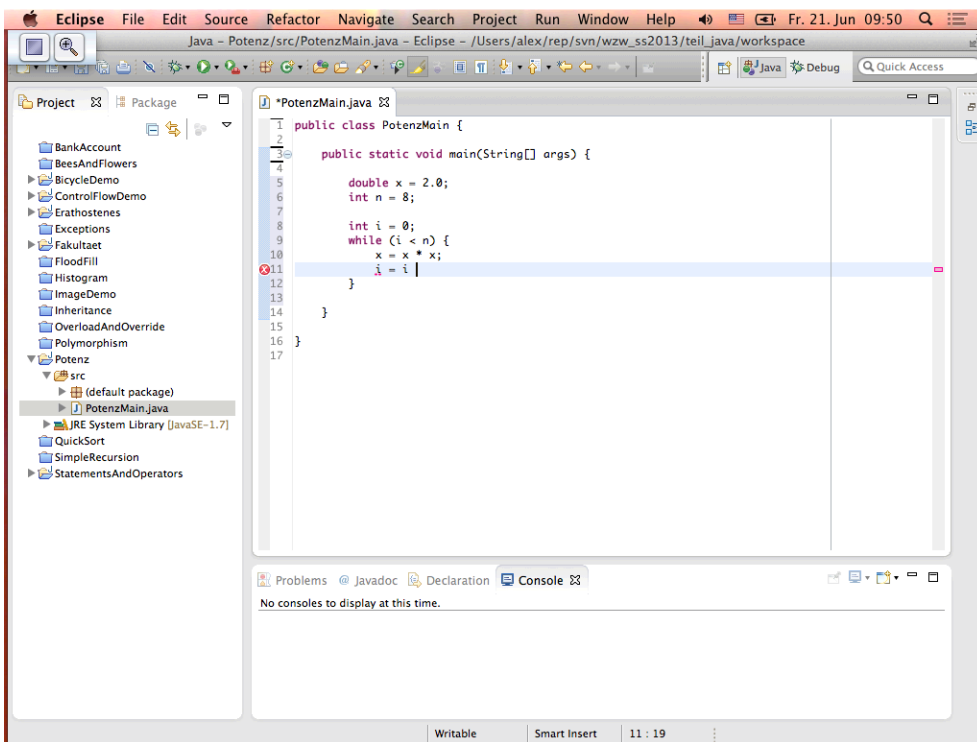 Eclipse File Edit Source Refactor Navigate Search Project Run Window Help Fr. 21. Jun 09:50
Java – Potenz/src/PotenzMain.java – Eclipse – /Users/alex/rep/svn/wzw_ss2013/teil_java/workspace
Java Debug Quick Access
Project Package
BankAccount
BeesAndFlowers
BicycleDemo
ControlFlowDemo
Erathostenes
Exceptions
Fakultaet
FloodFill
Histogram
ImageDemo
Inheritance
OverloadAndOverride
Polymorphism
Potenz
src
(default package)
PotenzMain.java
JRE System Library [JavaSE-1.7]
QuickSort
SimpleRecursion
StatementsAndOperators
*PotenzMain.java
1 public class PotenzMain {
2
3 public static void main(String[] args) {
4
5 double x = 2.0;
6 int n = 8;
7
8 int i = 0;
9 while (i < n) {
10 x = x * x;
11 i = i
12 }
13
14 }
15
16 }
17
Problems @ Javadoc Declaration Console
No consoles to display at this time.
Writable Smart Insert 11 : 19